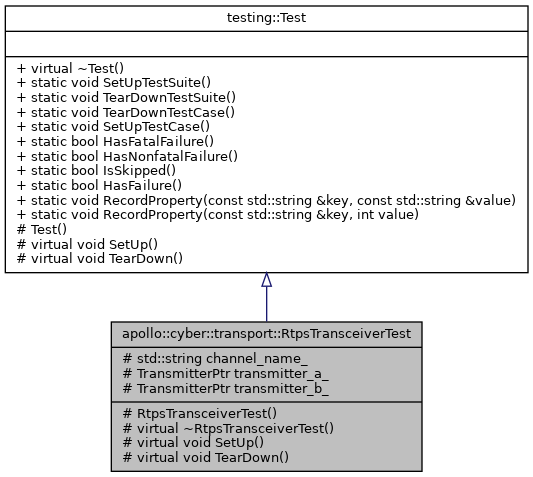 testing::Test
+ virtual ~Test()
+ static void SetUpTestSuite()
+ static void TearDownTestSuite()
+ static void TearDownTestCase()
+ static void SetUpTestCase()
+ static bool HasFatalFailure()
+ static bool HasNonfatalFailure()
+ static bool IsSkipped()
+ static bool HasFailure()
+ static void RecordProperty(const std::string &key, const std::string &value)
+ static void RecordProperty(const std::string &key, int value)
# Test()
# virtual void SetUp()
# virtual void TearDown()
apollo::cyber::transport::RtpsTransceiverTest
# std::string channel_name_
# TransmitterPtr transmitter_a_
# TransmitterPtr transmitter_b_
# RtpsTransceiverTest()
# virtual ~RtpsTransceiverTest()
# virtual void SetUp()
# virtual void TearDown()